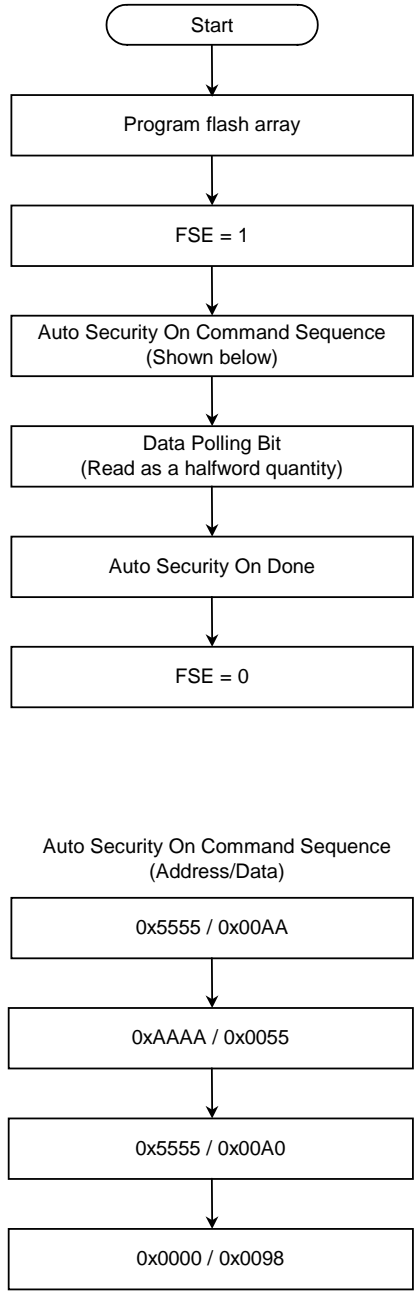 Start
Program flash array
FSE = 1
Auto Security On Command Sequence
(Shown below)
Data Polling Bit
(Read as a halfword quantity)
Auto Security On Done
FSE = 0
Auto Security On Command Sequence
(Address/Data)
0x5555 / 0x00AA
0xAAAA / 0x0055
0x5555 / 0x00A0
0x0000 / 0x0098